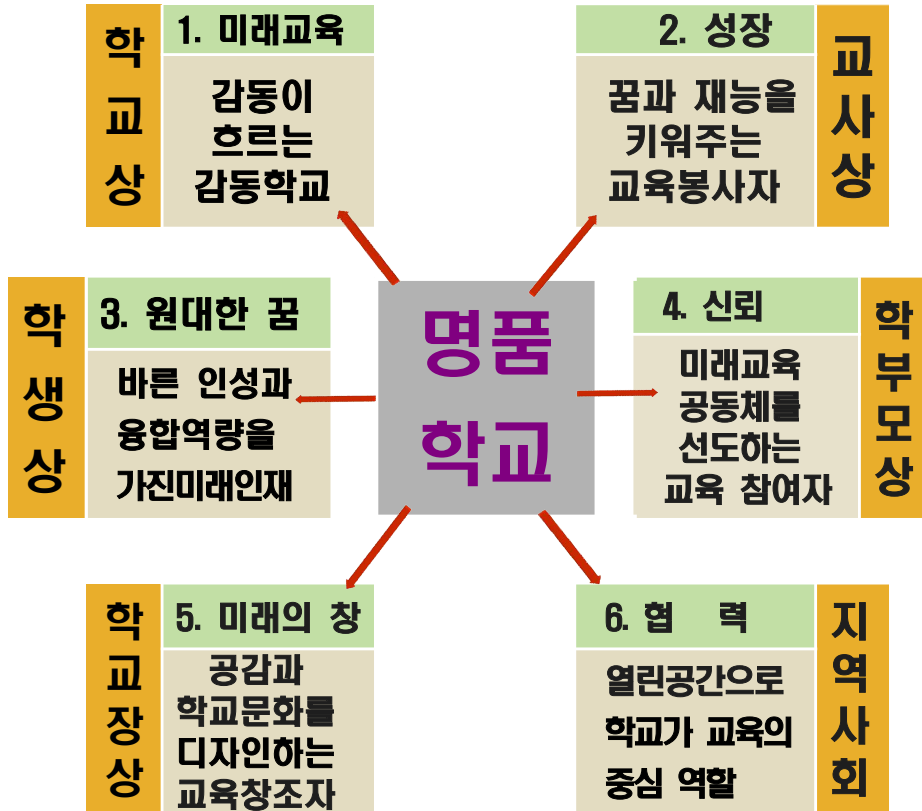 학교상
1. 미래교육
감동이
흐르는
감동학교
2. 성장
꿈과 재능을
키워주는
교육봉사자
교사상
학생상
3. 원대한 꿈
바른 인성과
융합역량을
가진미래인재
명품
학교
4. 신뢰
미래교육
공동체를
선도하는
교육 참여자
학부모상
학교장상
5. 미래의 창
공감과
학교문화를
디자인하는
교육창조자
6. 협 력
열린공간으로
학교가 교육의
중심 역할
지역사회